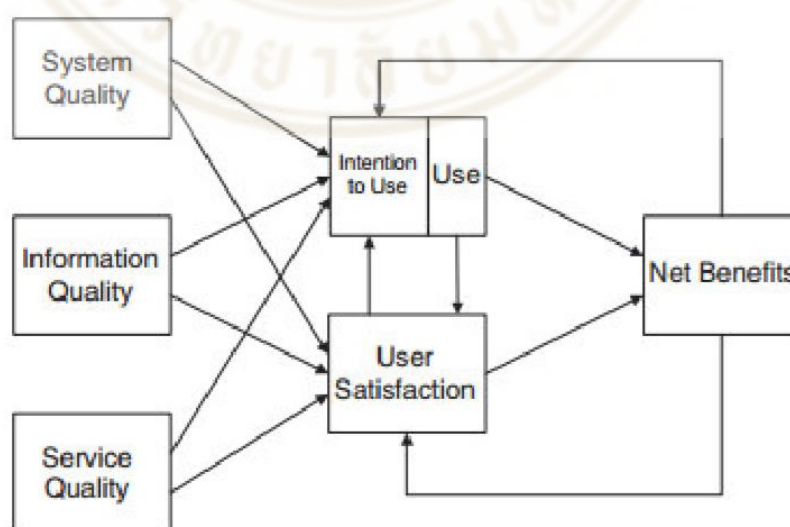 System
Quality
Intention
to Use
Use
Information
Quality
Net Benefits
User
Satisfaction
Service
Quality